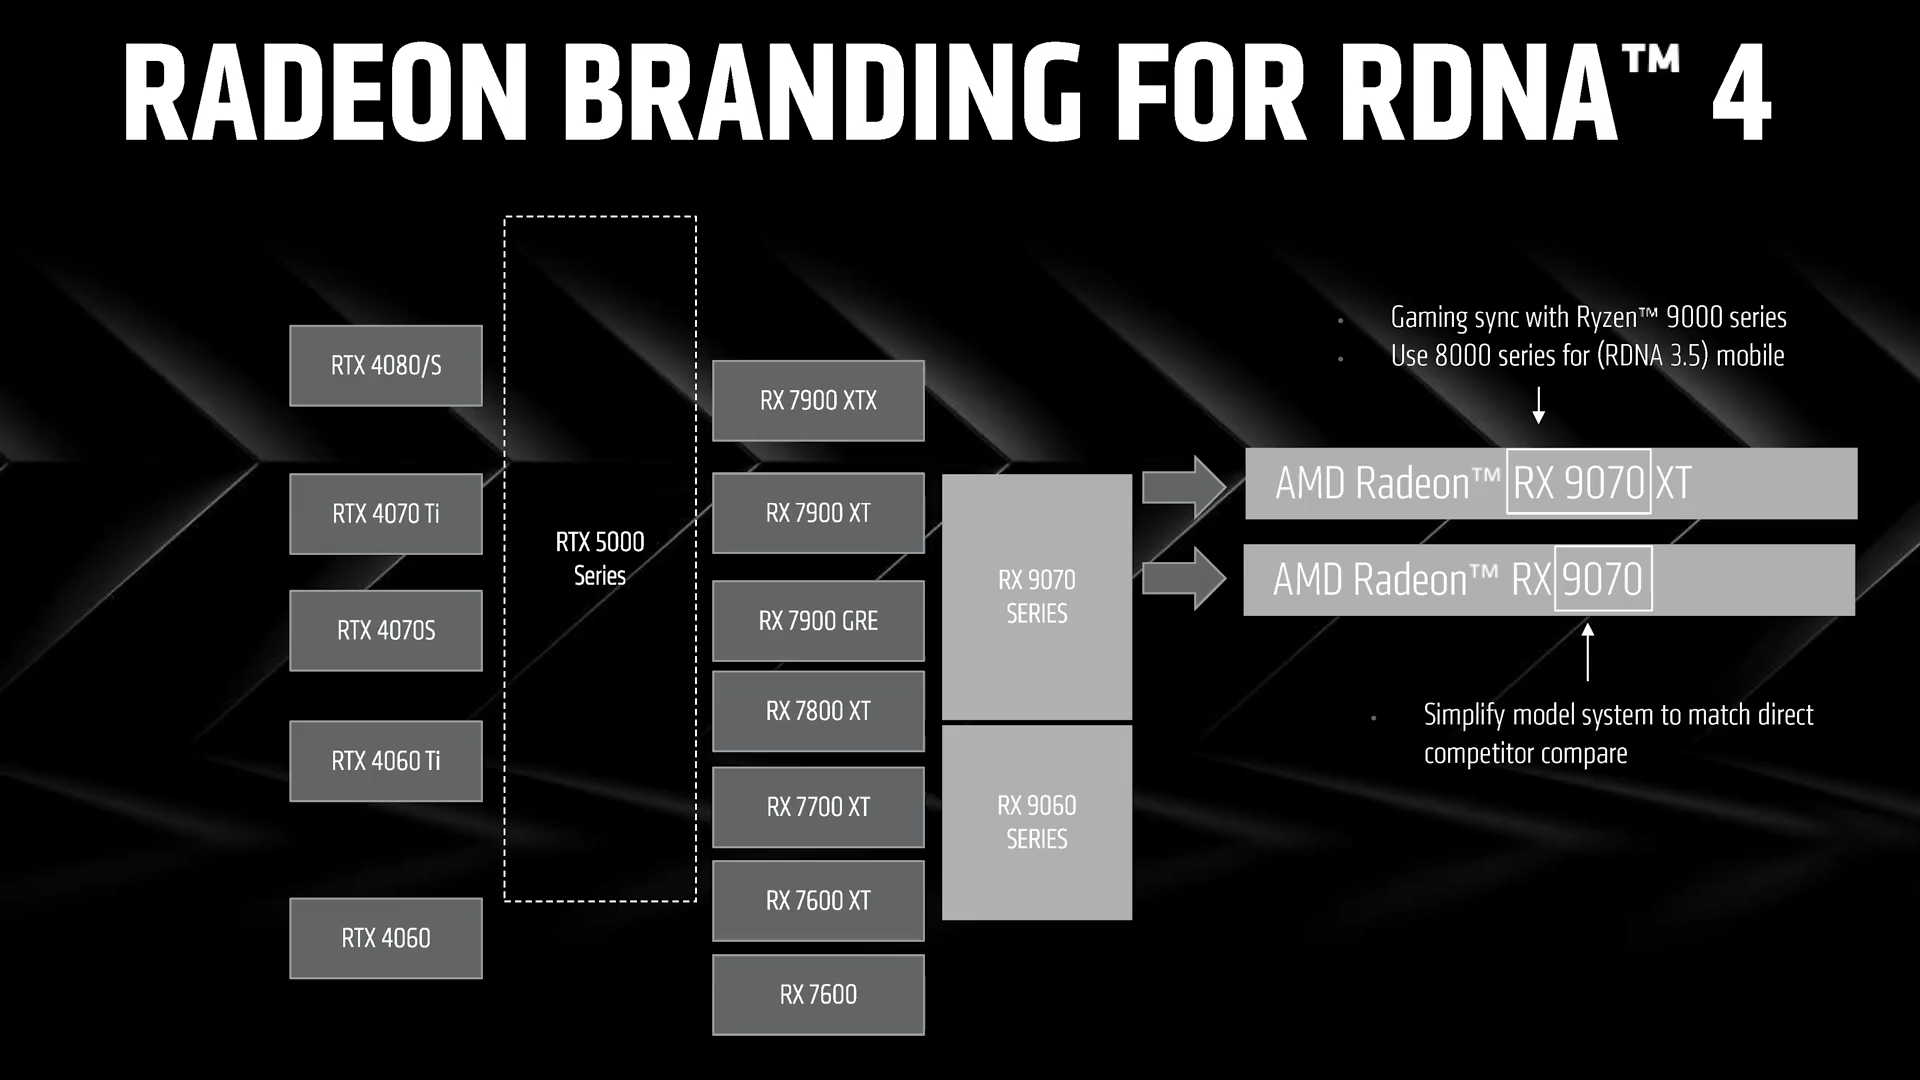 RADEON BRANDING FOR RDNA™ 4
RTX 4080/S
RTX 4070 Ti
RTX 4070S
RTX 4060 Ti
RTX 4060
RTX 5000
Series
RX 7900 XTX
RX 7900 XT
RX 7900 GRE
RX 7800 XT
RX 7700 XT
RX 7600 XT
RX 7600
RX 9070
SERIES
RX 9060
SERIES
• Gaming sync with Ryzen™ 9000 series
• Use 8000 series for (RDNA 3.5) mobile
AMD Radeon™ RX 9070 XT
AMD Radeon™ RX 9070
• Simplify model system to match direct
competitor compare